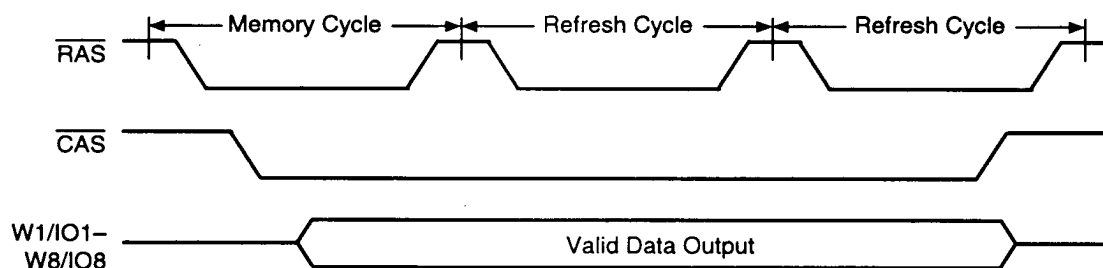 Memory Cycle Refresh Cycle Refresh Cycle
RAS
CAS
W1/IO1–
W8/IO8
Valid Data Output